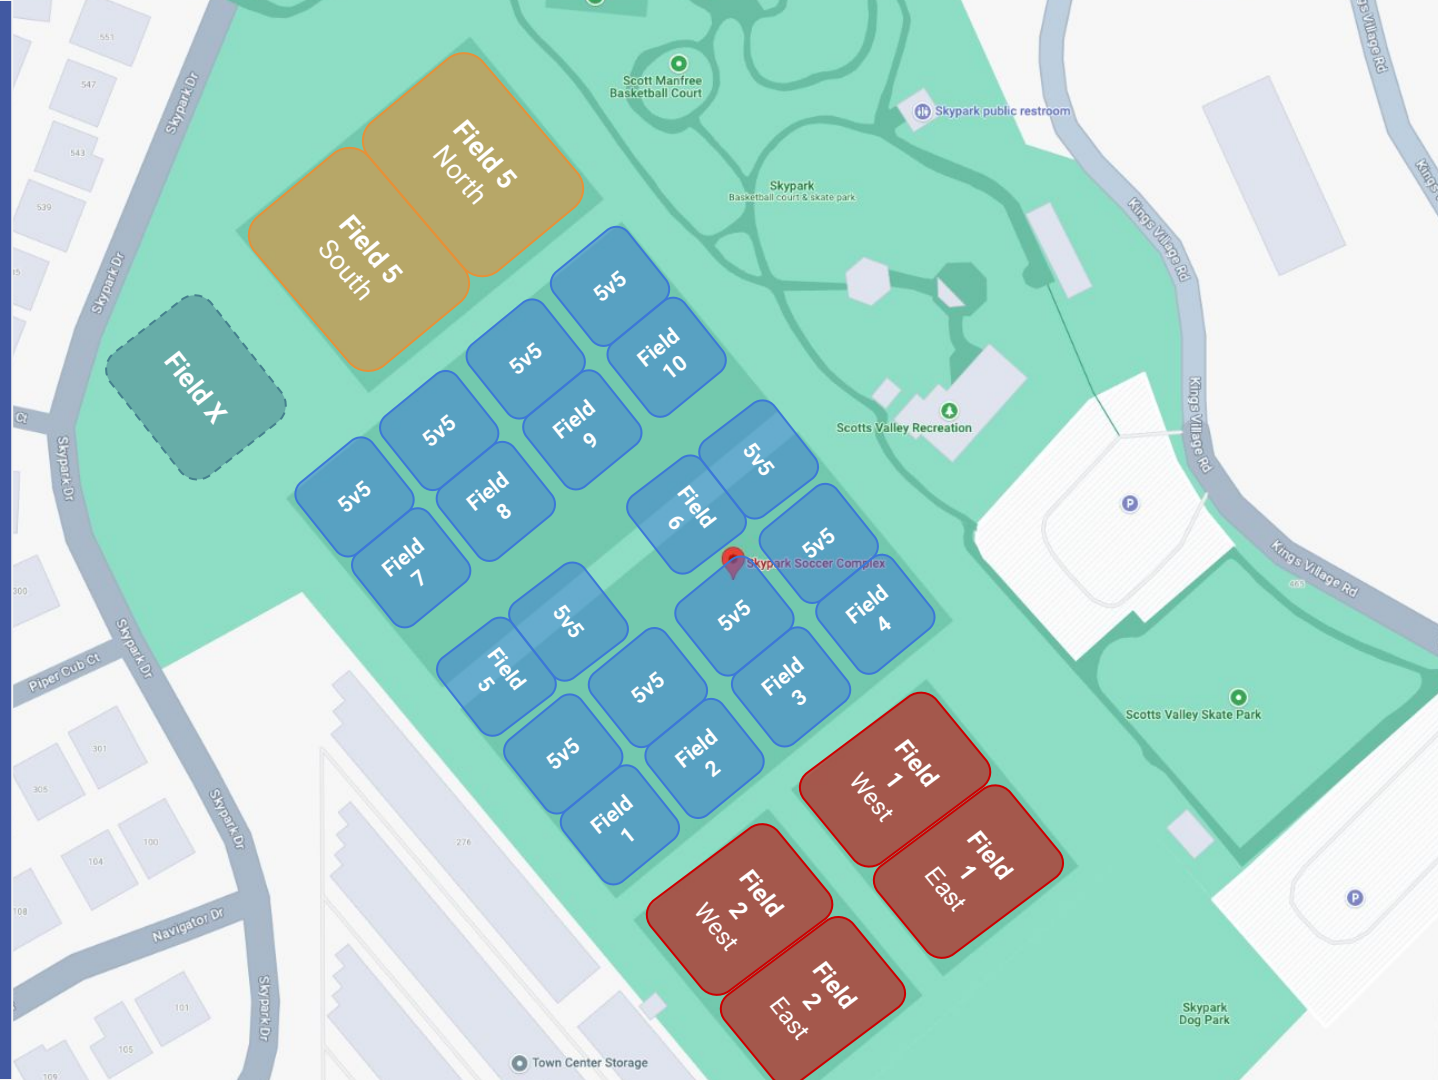 551
547
543
539
Skypark Dr
Kings Village Rd
Scott Manfree
Basketball Court
Skypark public restroom
Skypark
Basketball court & skate park
Kings Village Rd
Field 5
North
Field 5
South
Skypark Dr
Field X
5v5
Field
10
5v5
Field
9
5v5
Field
8
5v5
Field
7
Kings Village Rd
Scotts Valley Recreation
Ct
Skypark Dr
5v5
Field
6
5v5
Field
4
Skypark Soccer Complex
5v5
Field
3
P
Kings Village Rd
463
300
5v5
Field
5
5v5
Field
2
5v5
Field
1
Skypark Dr
Piper Cub Ct
Scotts Valley Skate Park
301
305
Skypark Dr
100
104
108
276
Field
1
West
Field
1
East
Field
2
West
Field
2
East
P
Navigator Dr
Skypark Dr
101
105
109
Skypark
Dog Park
Town Center Storage